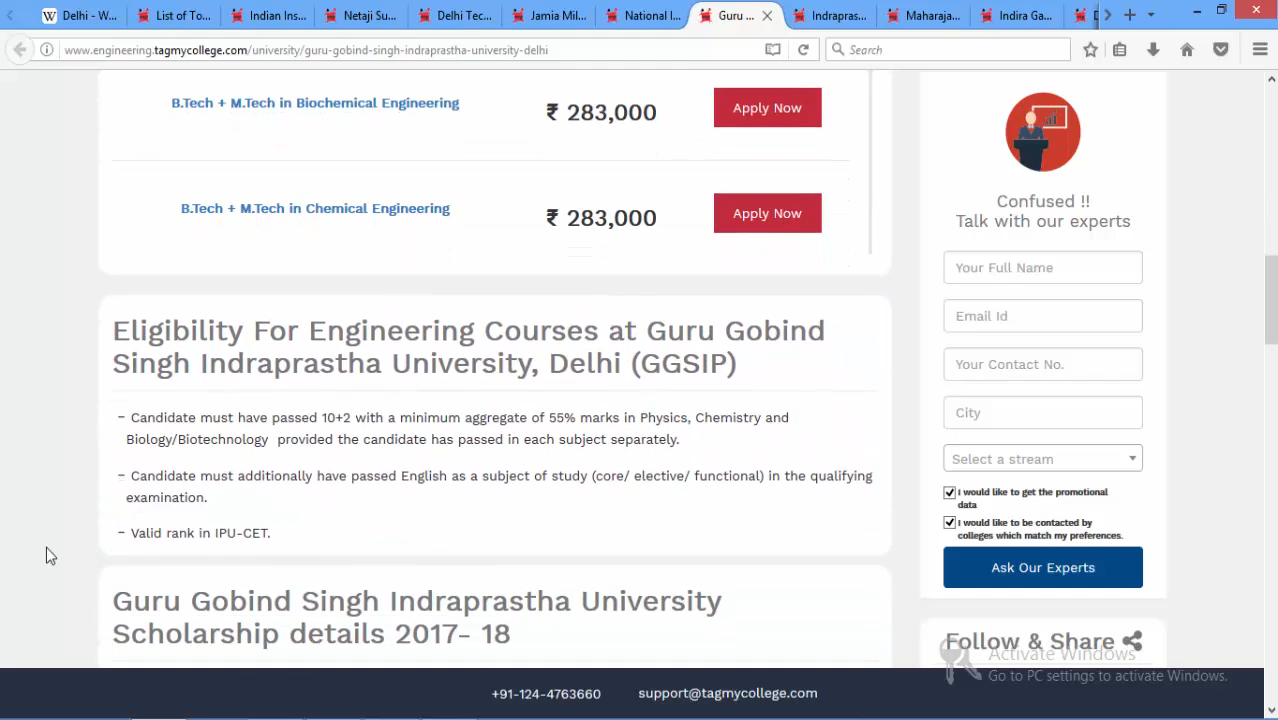 Delhi - W...
List of To...
Indian Ins...
Netaji Su...
Delhi Tec...
Jamia Mil...
National I...
Guru ...
Indrapras...
Maharaja...
Indira Ga...
www.engineering.tagmycollege.com/university/guru-gobind-singh-indraprastha-university-delhi
Search
B.Tech + M.Tech in Biochemical Engineering
₹ 283,000
Apply Now
B.Tech + M.Tech in Chemical Engineering
₹ 283,000
Apply Now
Eligibility For Engineering Courses at Guru Gobind
Singh Indraprastha University, Delhi (GGSIP)
– Candidate must have passed 10+2 with a minimum aggregate of 55% marks in Physics, Chemistry and
Biology/Biotechnology provided the candidate has passed in each subject separately.
– Candidate must additionally have passed English as a subject of study (core/ elective/ functional) in the qualifying
examination.
– Valid rank in IPU-CET.
Guru Gobind Singh Indraprastha University
Scholarship details 2017- 18
Confused !!
Talk with our experts
Your Full Name
Email Id
Your Contact No.
City
Select a stream
I would like to get the promotional
data
I would like to be contacted by
colleges which match my preferences.
Ask Our Experts
Follow & Share
Activate Windows
Go to PC settings to activate Windows.
+91-124-4763660
support@tagmycollege.com